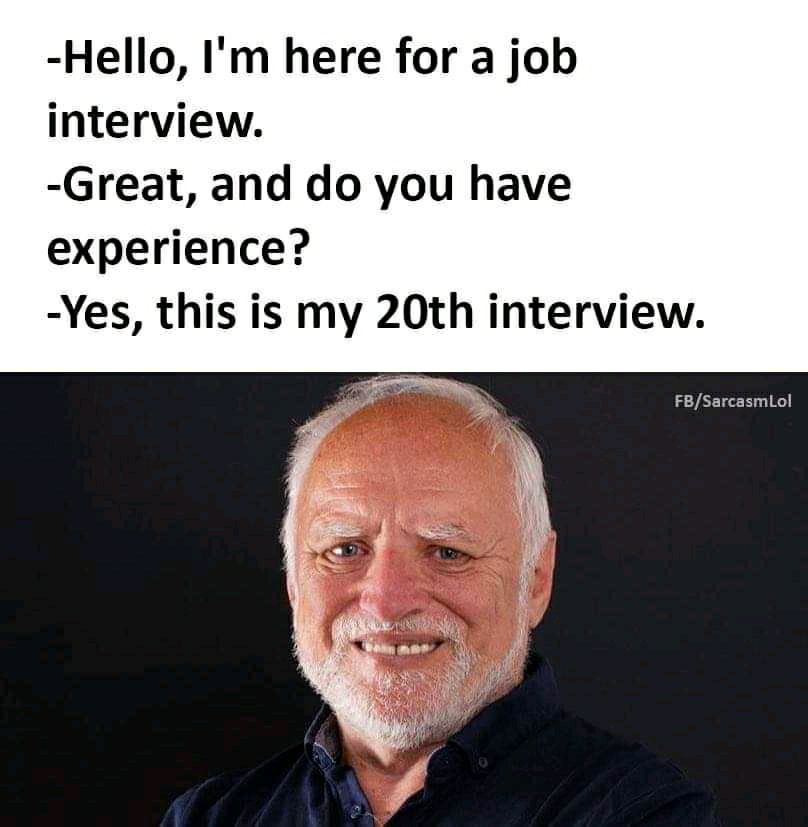 -Hello, I'm here for a job
interview.
-Great, and do you have
experience?
-Yes, this is my 20th interview.
FB/SarcasmLol